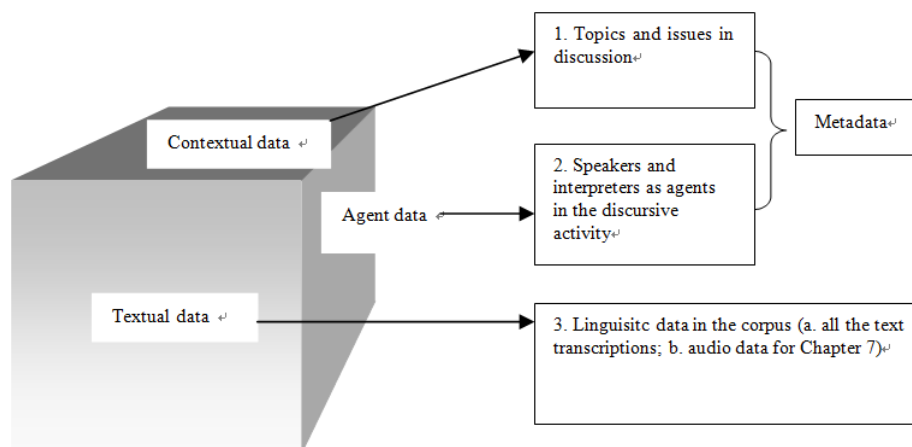 1. Topics and issues in
discussion↵
Contextual data ↵
Metadata↵
2. Speakers and
interpreters as agents
in the discursive
activity↵
Agent data ↵
Textual data ↵
3. Linguisitc data in the corpus (a. all the text
transcriptions; b. audio data for Chapter 7)↵